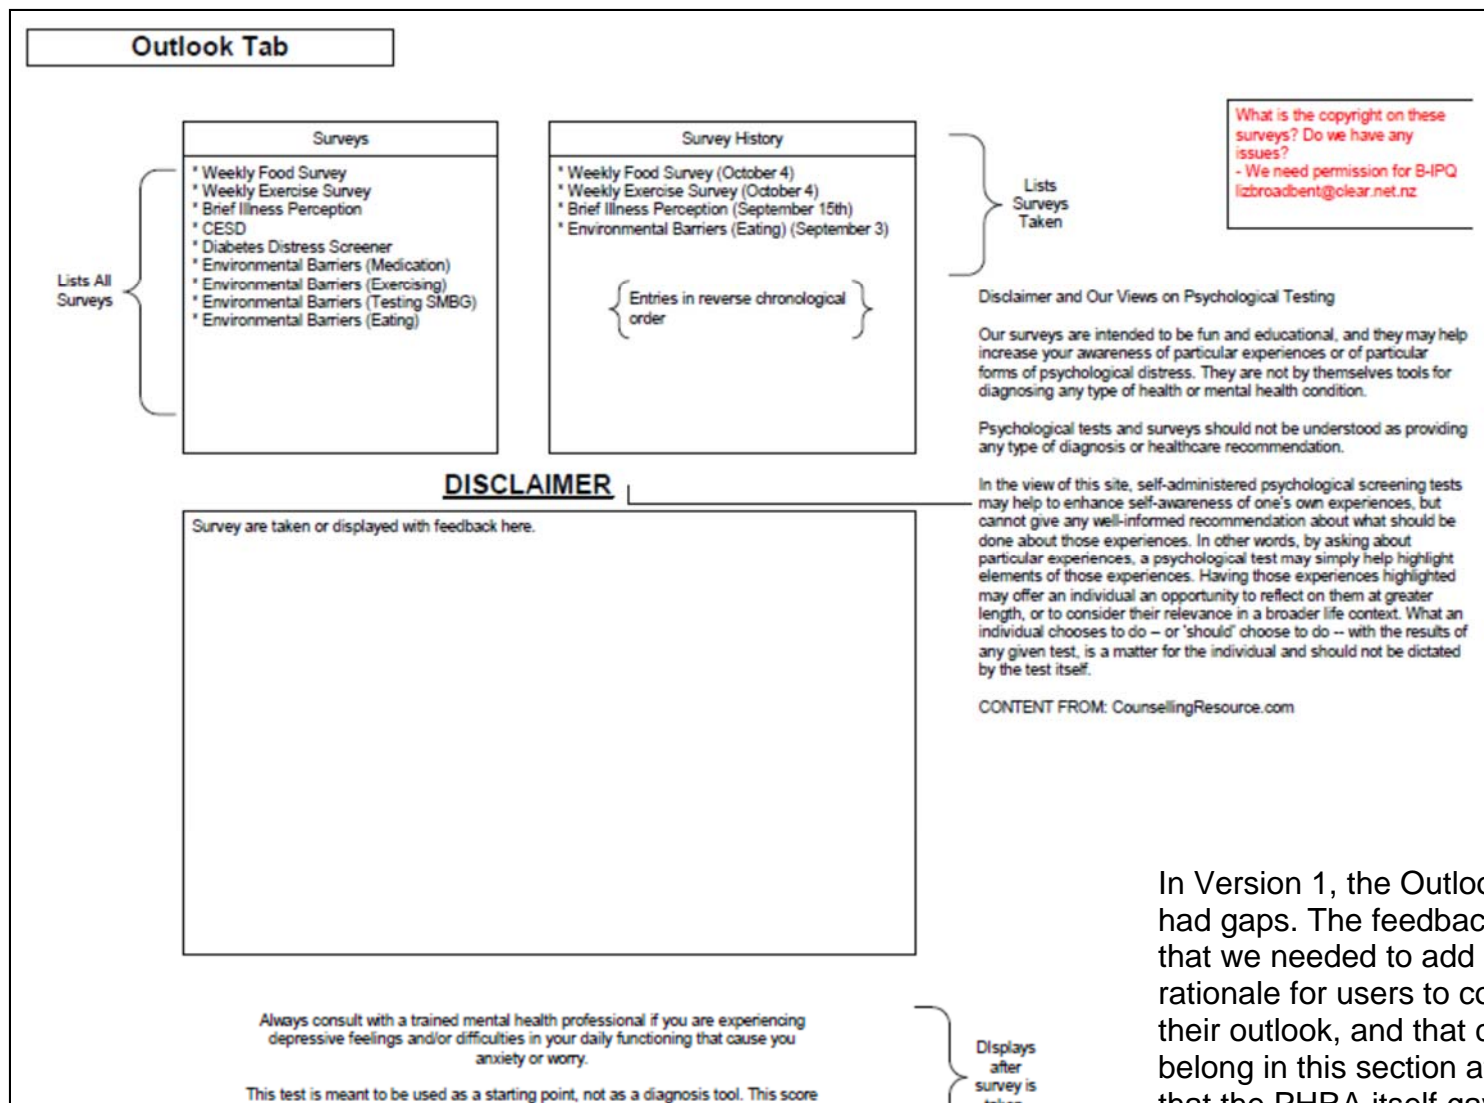 Outlook Tab
Surveys
* Weekly Food Survey
* Weekly Exercise Survey
* Brief Illness Perception
* CESD
* Diabetes Distress Screener
* Environmental Barriers (Medication)
* Environmental Barriers (Exercising)
* Environmental Barriers (Testing SMBG)
* Environmental Barriers (Eating)
Lists All
Surveys
Survey History
* Weekly Food Survey (October 4)
* Weekly Exercise Survey (October 4)
* Brief Illness Perception (September 15th)
* Environmental Barriers (Eating) (September 3)
Entries in reverse chronological
order
Lists
Surveys
Taken
What is the copyright on these
surveys? Do we have any
issues?
- We need permission for B-IPQ
lizbroadbent@clear.net.nz
Disclaimer and Our Views on Psychological Testing
Our surveys are intended to be fun and educational, and they may help
increase your awareness of particular experiences or of particular
forms of psychological distress. They are not by themselves tools for
diagnosing any type of health or mental health condition.
Psychological tests and surveys should not be understood as providing
any type of diagnosis or healthcare recommendation.
In the view of this site, self-administered psychological screening tests
may help to enhance self-awareness of one's own experiences, but
cannot give any well-informed recommendation about what should be
done about those experiences. In other words, by asking about
particular experiences, a psychological test may simply help highlight
elements of those experiences. Having those experiences highlighted
may offer an individual an opportunity to reflect on them at greater
length, or to consider their relevance in a broader life context. What an
individual chooses to do – or 'should' choose to do -- with the results of
any given test, is a matter for the individual and should not be dictated
by the test itself.
CONTENT FROM: CounsellingResource.com
DISCLAIMER
Survey are taken or displayed with feedback here.
Always consult with a trained mental health professional if you are experiencing
depressive feelings and/or difficulties in your daily functioning that cause you
anxiety or worry.
This test is meant to be used as a starting point, not as a diagnosis tool. This score
DIsplays
after
survey is
In Version 1, the
had gaps. The
that we needed to add
rationale for users to
their outlook, and that
belong in this section